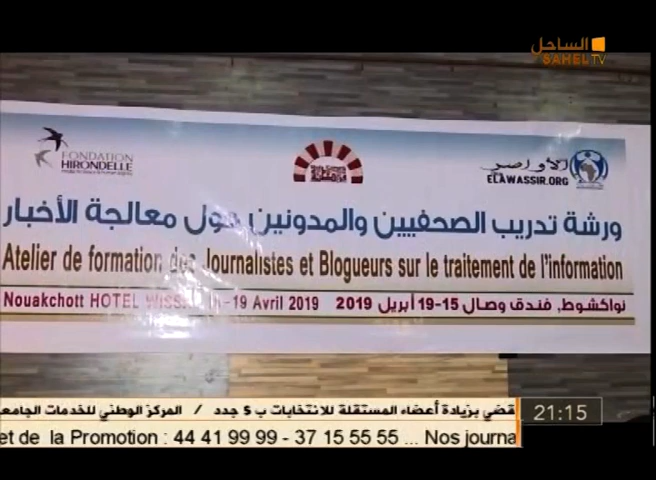 الساحل
SAHEL TV
FONDATION
HIRONDELLE
الأواصر
ELAWASSIR.ORG
ورشة تدريب الصحفيين والمدونين حول معالجة الأخبار
Atelier de formation des Journalistes et Blogueurs sur le traitement de l'information
Nouakchott HOTEL 19 Avril 2019 نواكشوط, فندق وصال 15-19 أبريل 2019
قضي بزيادة أعضاء المستقلة للانتخابات ب 5 جدد / المركز الوطني للخدمات الجامع
21:15
et de la Promotion : 44 41 99 99 - 37 15 55 55 ... Nos journa